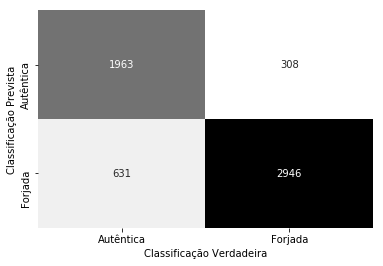 Classificação Prevista
Autêntica
1963
308
Forjada
631
2946
Autêntica
Forjada
Classificação Verdadeira